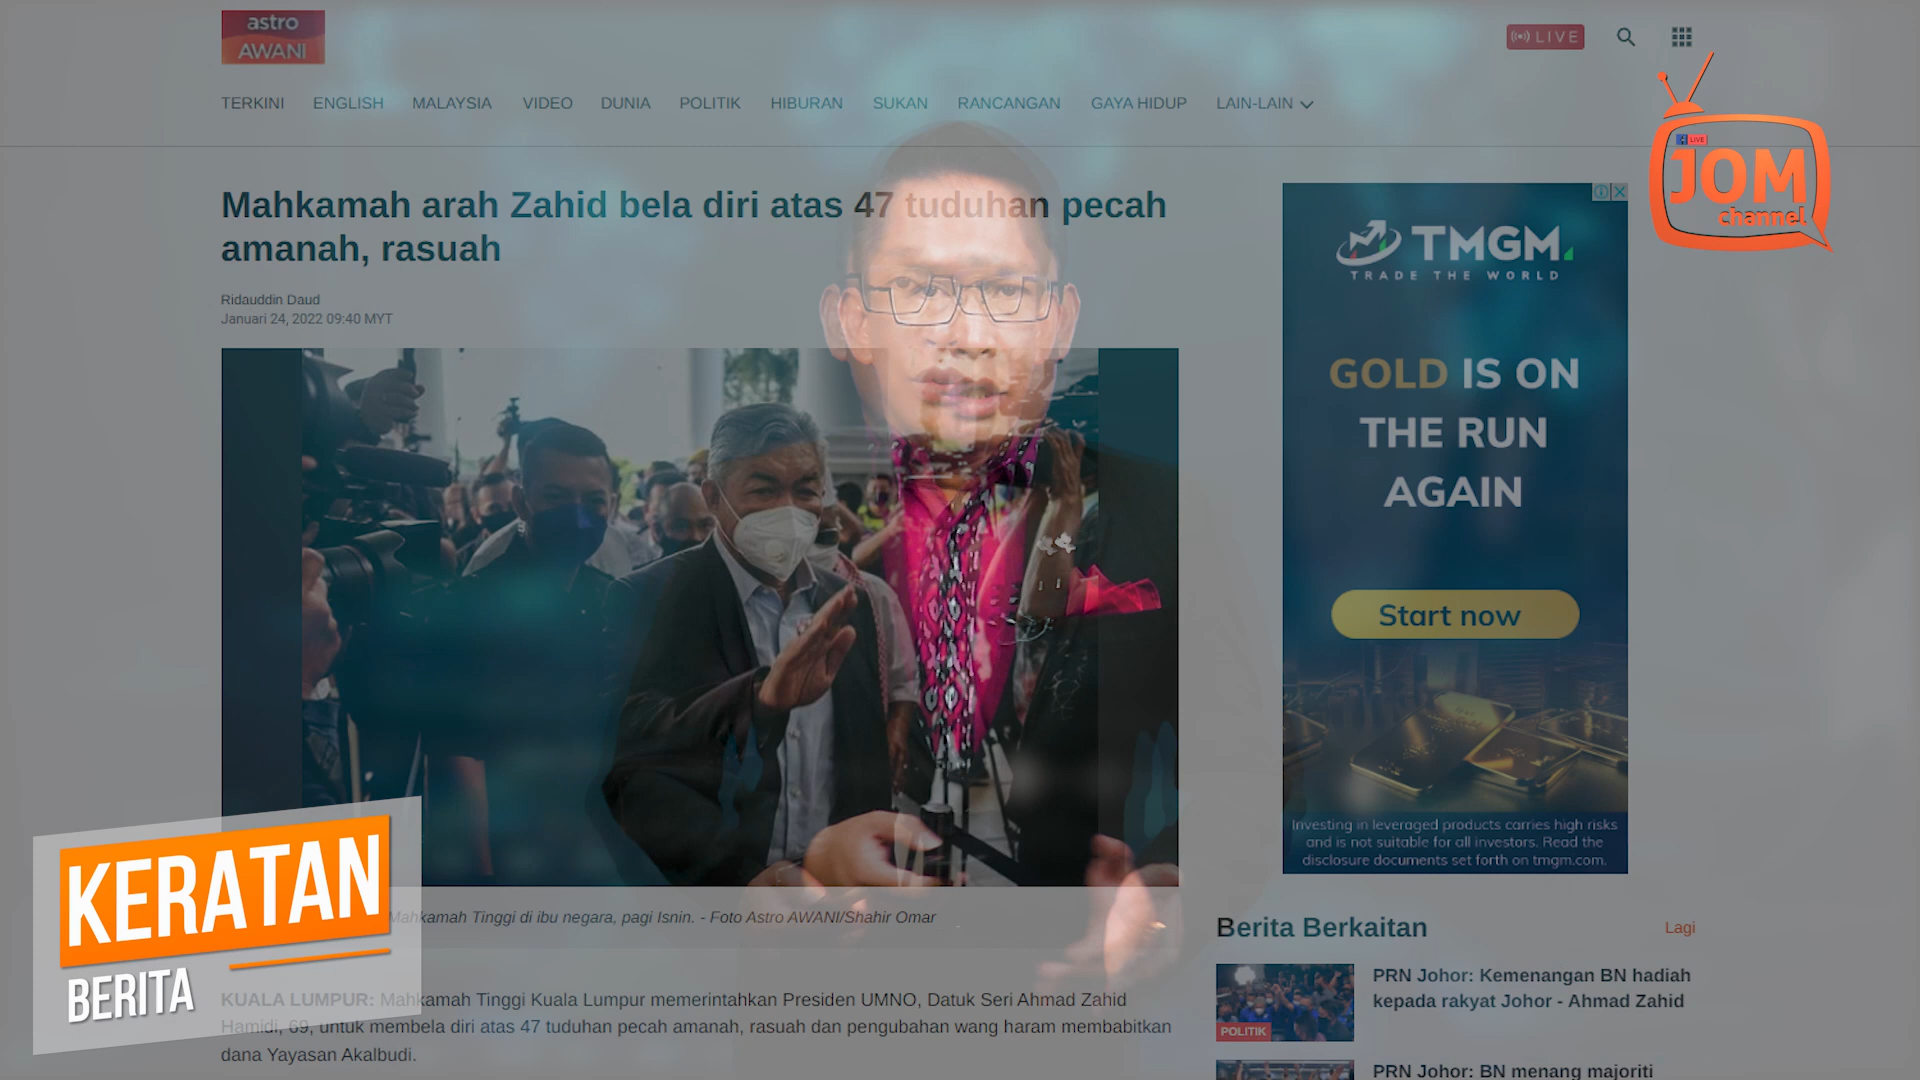 astro
AWANI
LIVE
TERKINI ENGLISH MALAYSIA VIDEO DUNIA POLITIK HIBURAN SUKAN RANCANGAN GAYA HIDUP LAIN-LAIN
LIVE
JOM
channel
Mahkamah arah Zahid bela diri atas 47 tuduhan pecah
amanah, rasuah
Ridauddin Daud
Januari 24, 2022 09:40 MYT
TMGM
TRADE THE WORLD
GOLD IS ON
THE RUN
AGAIN
Start now
Investing in leveraged products carries high risks
and is not suitable for all investors. Read the
disclosure documents set forth on tmgm.com.
KERATAN
BERITA
Mahkamah Tinggi di ibu negara, pagi Isnin. - Foto Astro AWANI/Shahir Omar
KUALA LUMPUR: Mahkamah Tinggi Kuala Lumpur memerintahkan Presiden UMNO, Datuk Seri Ahmad Zahid
Hamidi, 69, untuk membela diri atas 47 tuduhan pecah amanah, rasuah dan pengubahan wang haram membabitkan
dana Yayasan Akalbudi.
Berita Berkaitan
Lagi
PRN Johor: Kemenangan BN hadiah
kepada rakyat Johor - Ahmad Zahid
POLITIK
PRN Johor: BN menang majoriti